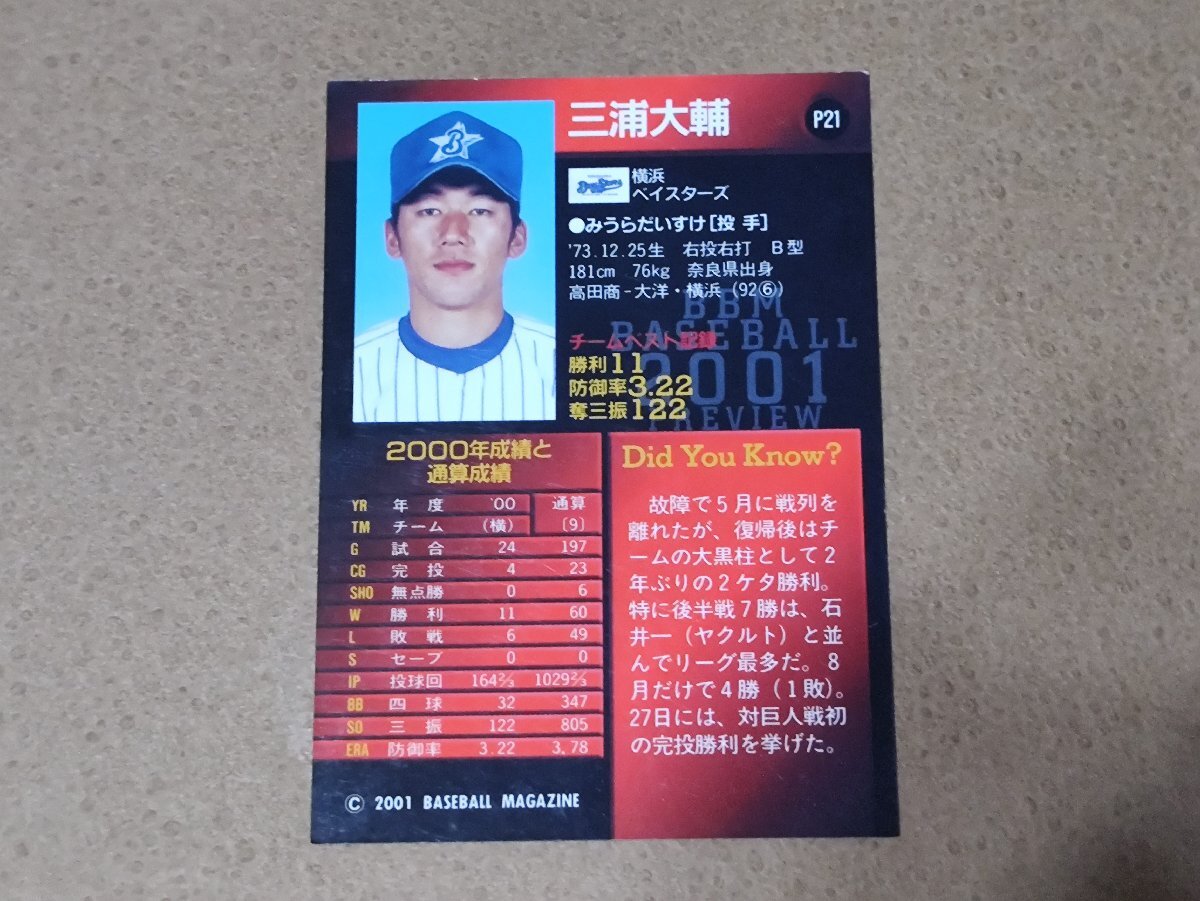 三浦大輔
P21
横浜
ベイスターズ
●みうらだいすけ[投 手]
'73.12.25生 右投右打 B型
181cm 76kg 奈良県出身
高田商-大洋・横浜(92⑥)
BBM
BASEBALL
2001
PREVIEW
チームベスト記録
勝利11
防御率3.22
奪三振122
2000年成績と
通算成績
YR 年度 '00 通算
TM チーム (横) [9]
G 試合 24 197
CG 完投 4 23
SHO 無点勝 0 6
W 勝利 11 60
L 敗戦 6 49
S セーブ 0 0
IP 投球回 164⅔ 1029⅔
BB 四球 32 347
SO 三振 122 805
ERA 防御率 3.22 3.78
Did You Know?
故障で5月に戦列を
離れたが、復帰後はチ
ームの大黒柱として2
年ぶりの2ケタ勝利。
特に後半戦7勝は、石
井一(ヤクルト)と並
んでリーグ最多だ。8
月だけで4勝(1敗)。
27日には、対巨人戦初
の完投勝利を挙げた。
© 2001 BASEBALL MAGAZINE